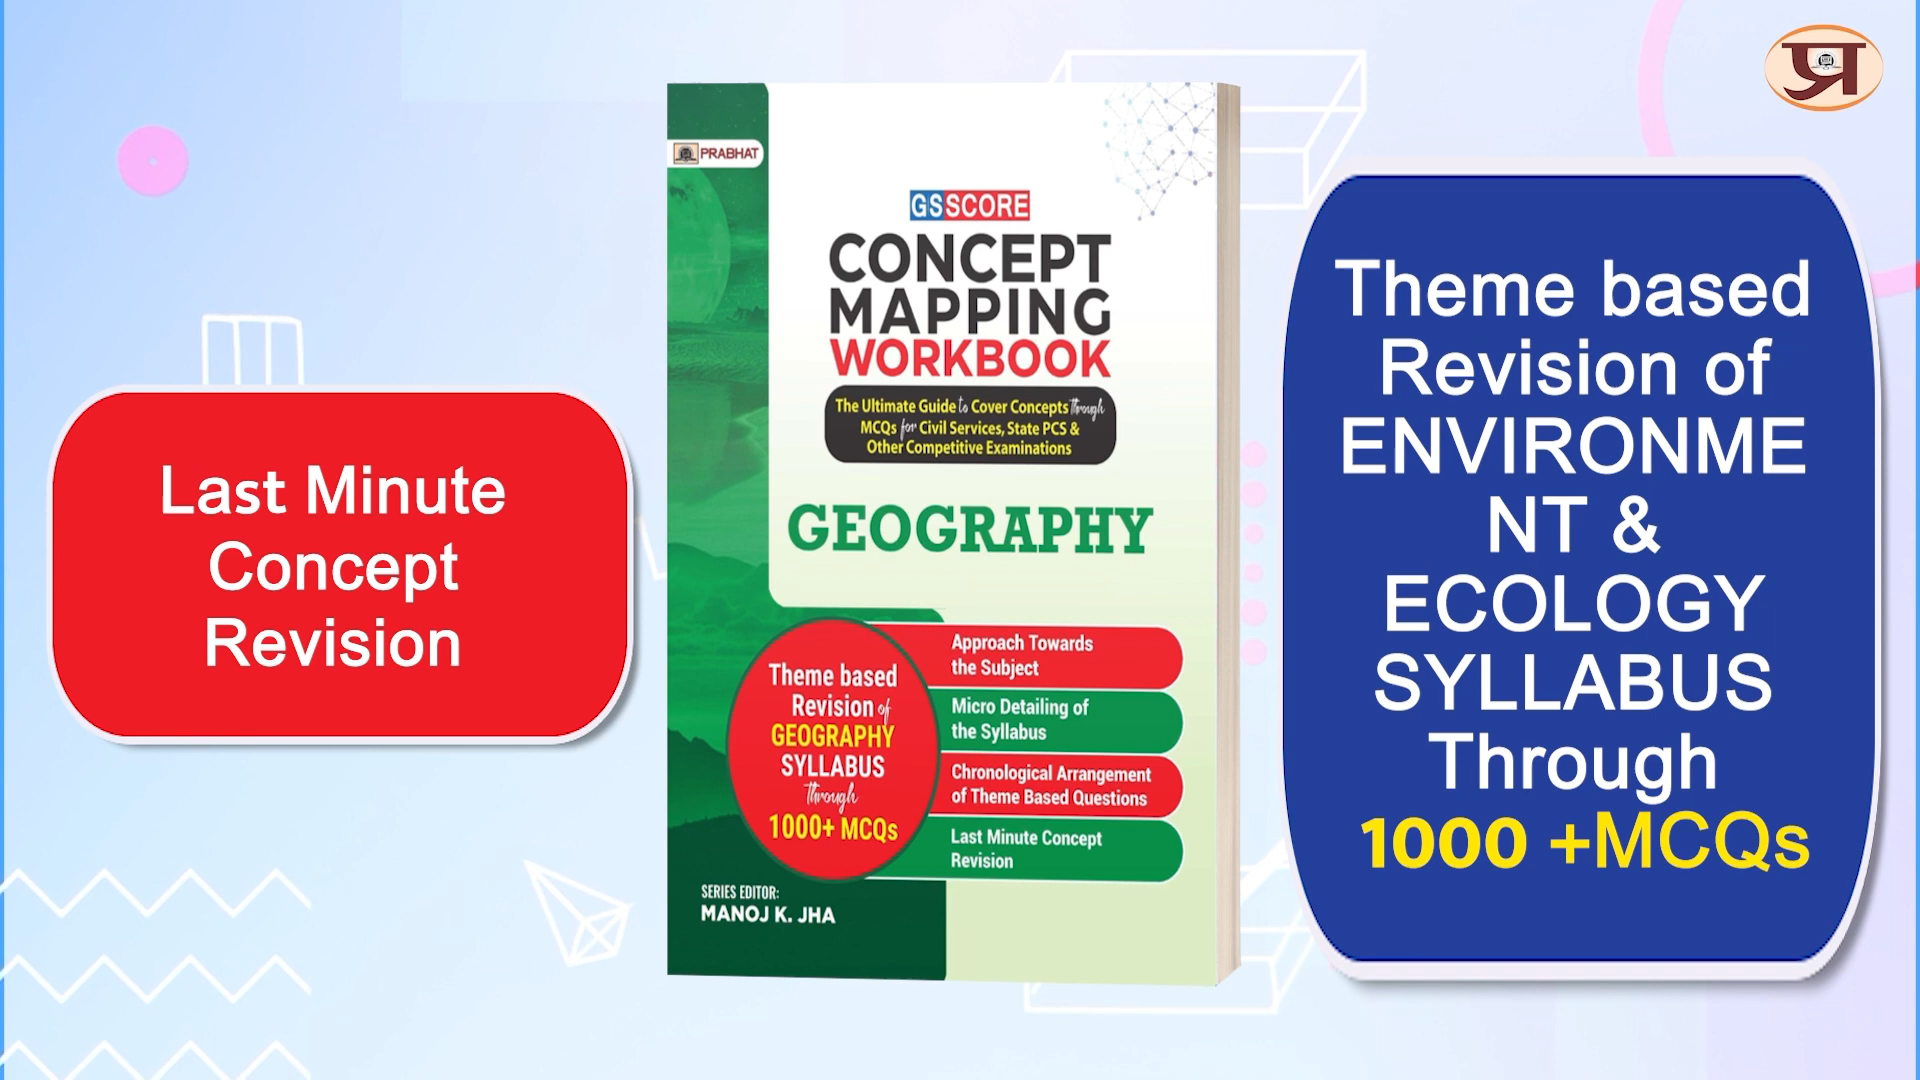 प्र
Last Minute
Concept
Revision
PRABHAT
GSSCORE
CONCEPT
MAPPING
WORKBOOK
The Ultimate Guide to Cover Concepts through
MCQs for Civil Services, State PCS &
Other Competitive Examinations
GEOGRAPHY
Theme based
Revision of
GEOGRAPHY
SYLLABUS
through
1000+ MCQs
Approach Towards
the Subject
Micro Detailing of
the Syllabus
Chronological Arrangement
of Theme Based Questions
Last Minute Concept
Revision
SERIES EDITOR:
MANOJ K. JHA
Theme based
Revision of
ENVIRONME
NT &
ECOLOGY
SYLLABUS
Through
1000 +MCQs